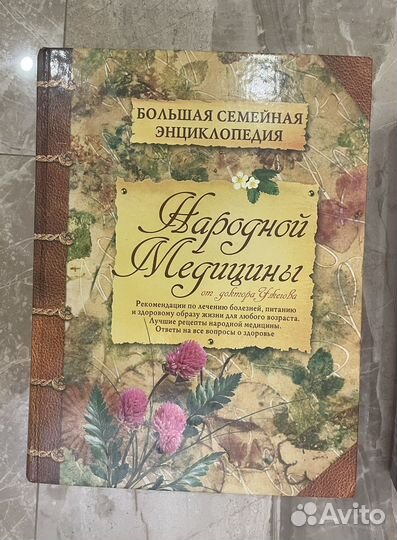 БОЛЬШАЯ СЕМЕЙНАЯ
ЭНЦИКЛОПЕДИЯ
Народной
Медицины
от доктора Ужегова
Рекомендации по лечению болезней, питанию
и здоровому образу жизни для любого возраста.
Лучшие рецепты народной медицины.
Ответы на все вопросы о здоровье
Avito